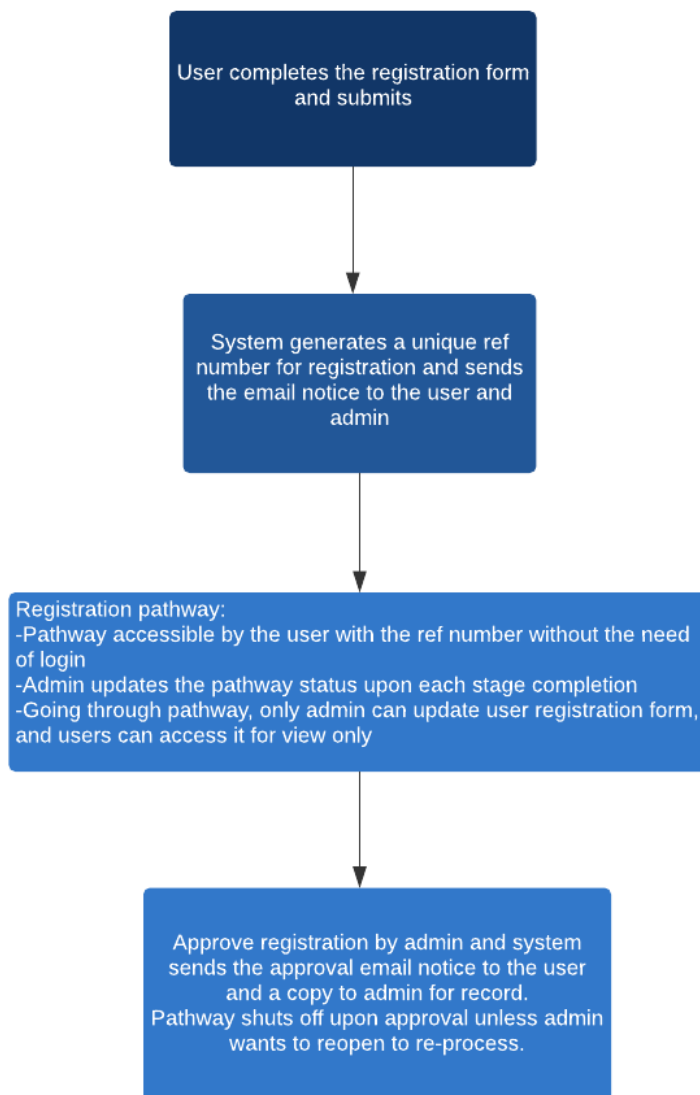 User completes the registration form
and submits
System generates a unique ref
number for registration and sends
the email notice to the user and
admin
Registration pathway:
-Pathway accessible by the user with the ref number without the need
of login
-Admin updates the pathway status upon each stage completion
-Going through pathway, only admin can update user registration form,
and users can access it for view only
Approve registration by admin and system
sends the approval email notice to the user
and a copy to admin for record.
Pathway shuts off upon approval unless admin
wants to reopen to re-process.